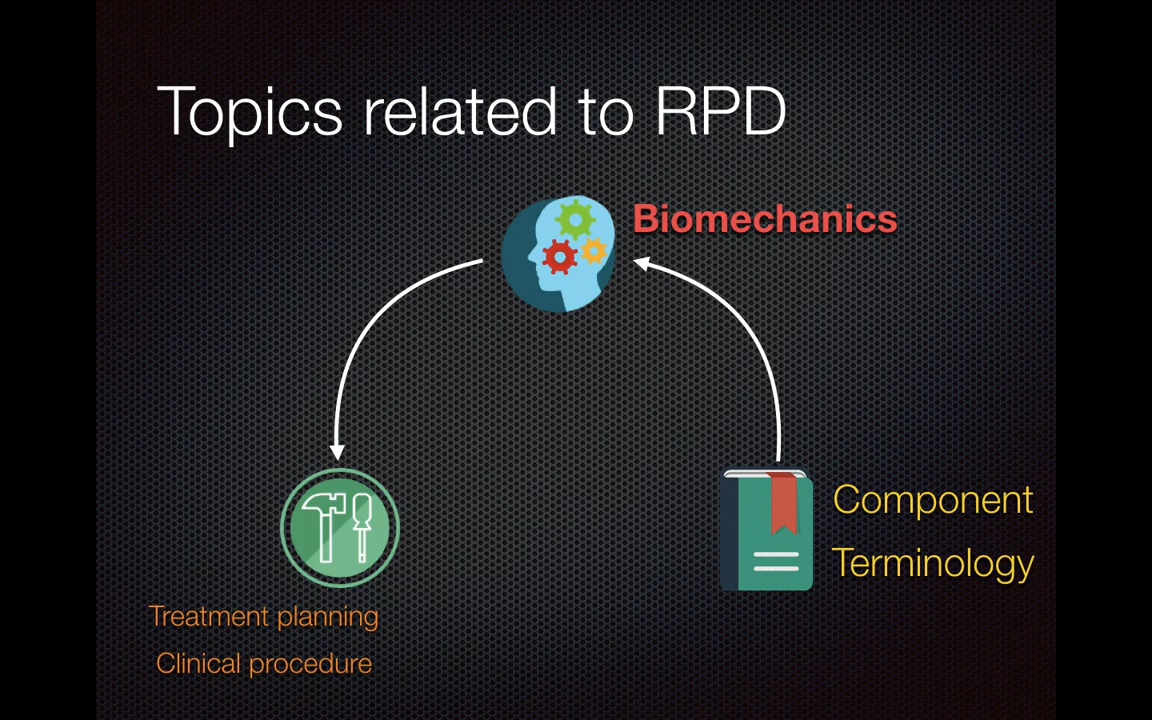 Topics related to RPD
Biomechanics
Component
Terminology
Treatment planning
Clinical procedure